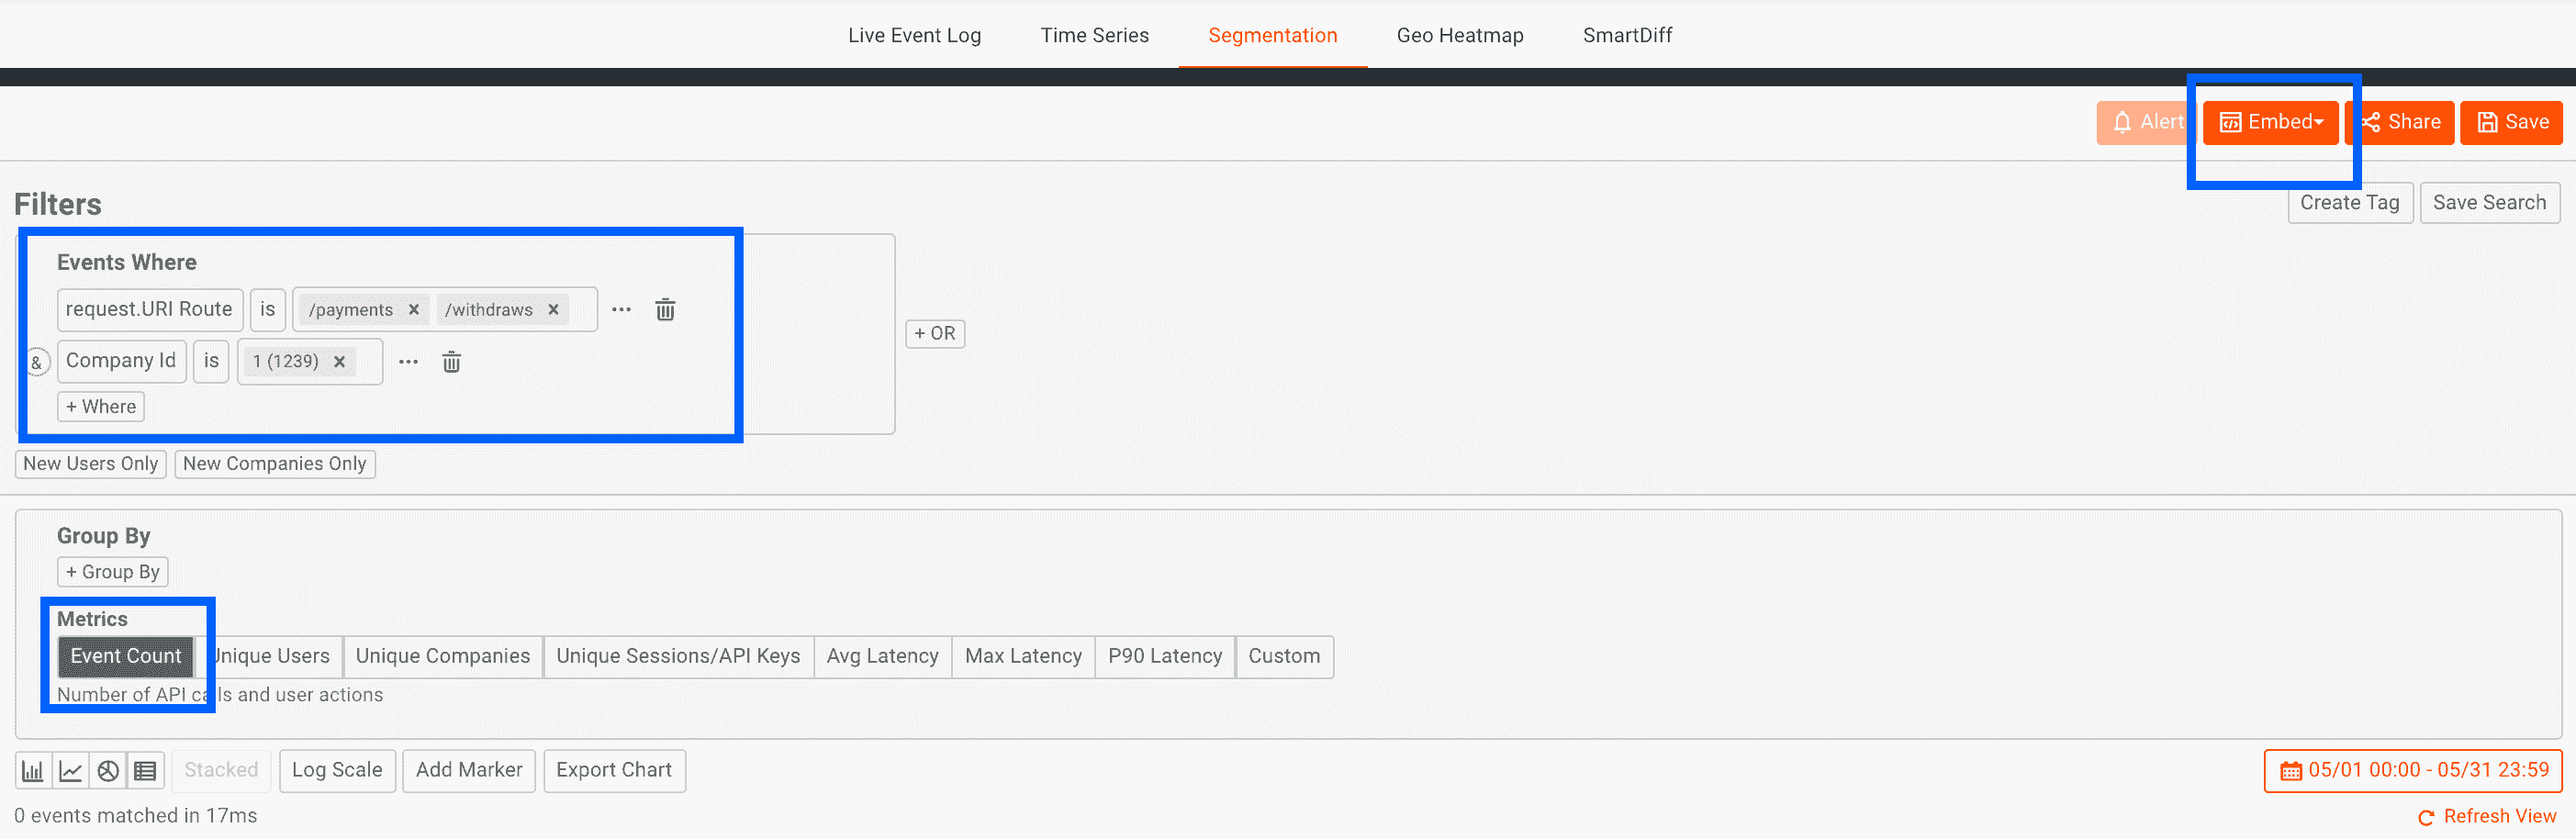 Live Event Log Time Series Segmentation Geo Heatmap SmartDiff
Alert Embed Share Save
Filters
Create Tag Save Search
Events Where
request.URI Route is /payments × /withdraws × ...
& Company Id is 1 (1239) × ...
+ Where
+ OR
New Users Only New Companies Only
Group By
+ Group By
Metrics
Event Count Unique Users Unique Companies Unique Sessions/API Keys Avg Latency Max Latency P90 Latency Custom
Number of API calls and user actions
Stacked Log Scale Add Marker Export Chart 05/01 00:00 - 05/31 23:59
0 events matched in 17ms Refresh View